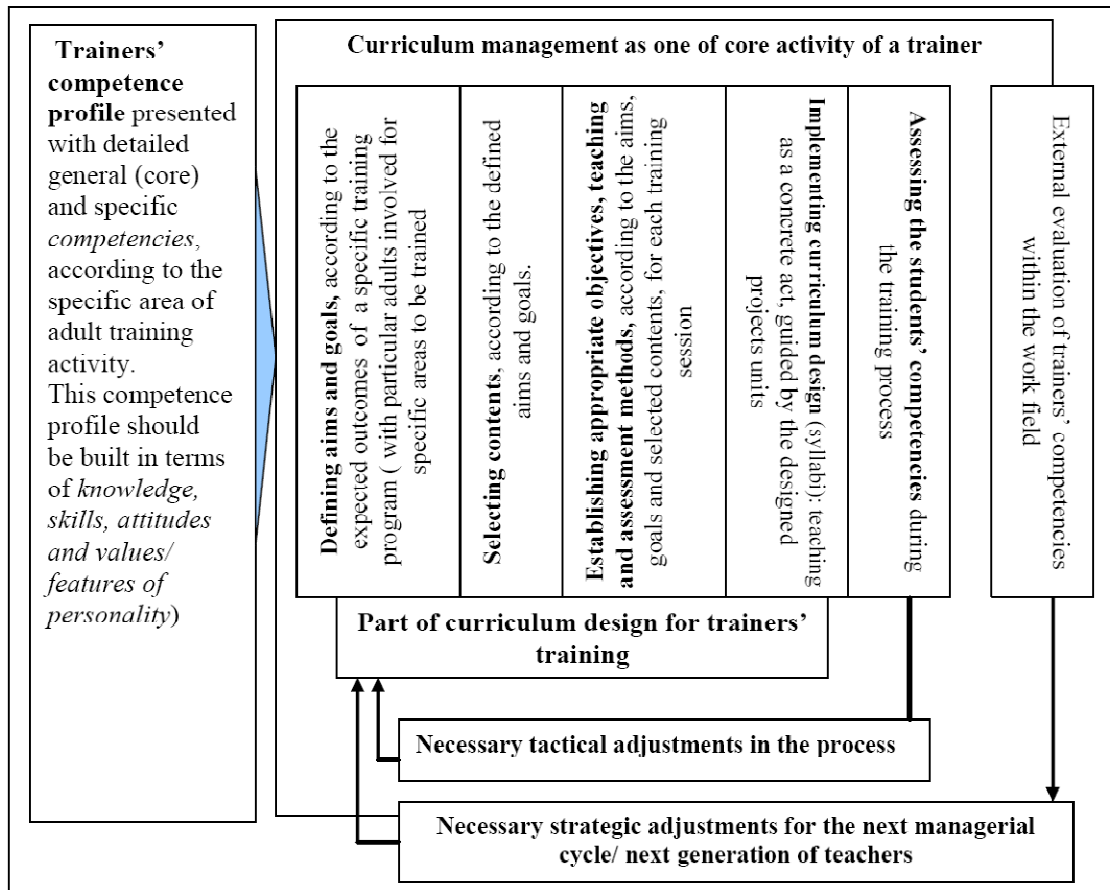 Trainers'
competence
profile presented
with detailed
general (core)
and specific
competencies,
according to the
specific area of
adult training
activity.
This competence
profile should
be built in terms
of knowledge,
skills, attitudes
and values/
features of
personality)
Curriculum management as one of core activity of a trainer
Defining aims and goals, according to the
expected outcomes of a specific training
program ( with particular adults involved for
specific areas to be trained
Selecting contents, according to the defined
aims and goals.
Establishing appropriate objectives, teaching
and assessment methods, according to the aims,
goals and selected contents, for each training
session
Implementing curriculum design (syllabi): teaching
as a concrete act, guided by the designed
projects units
Assessing the students' competencies during
the training process
External evaluation of trainers' competencies
within the work field
Part of curriculum design for trainers'
training
Necessary tactical adjustments in the process
Necessary strategic adjustments for the next managerial
cycle/ next generation of teachers